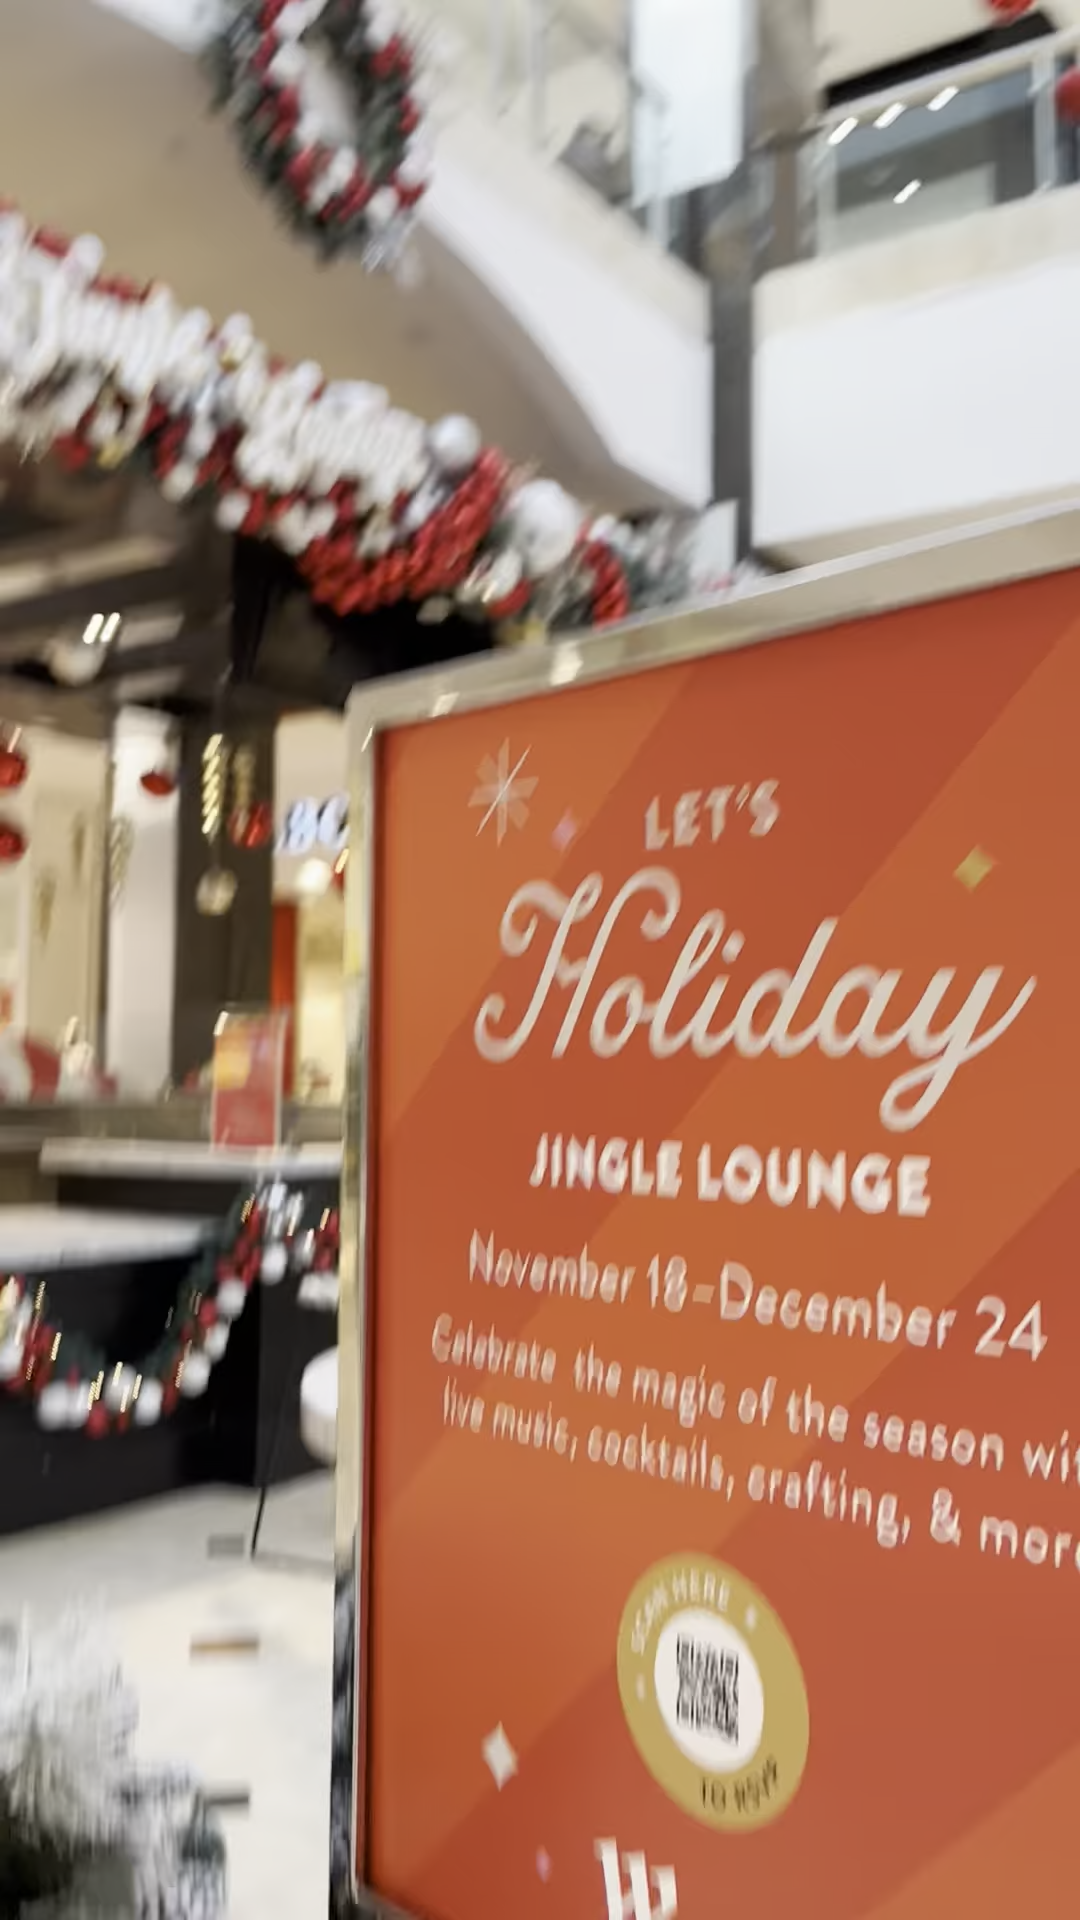 LET'S
Holiday
JINGLE LOUNGE
November 18-December 24
Celebrate the magic of the season wit
live music, cocktails, crafting, & more
SCAN HERE
TO RSVP